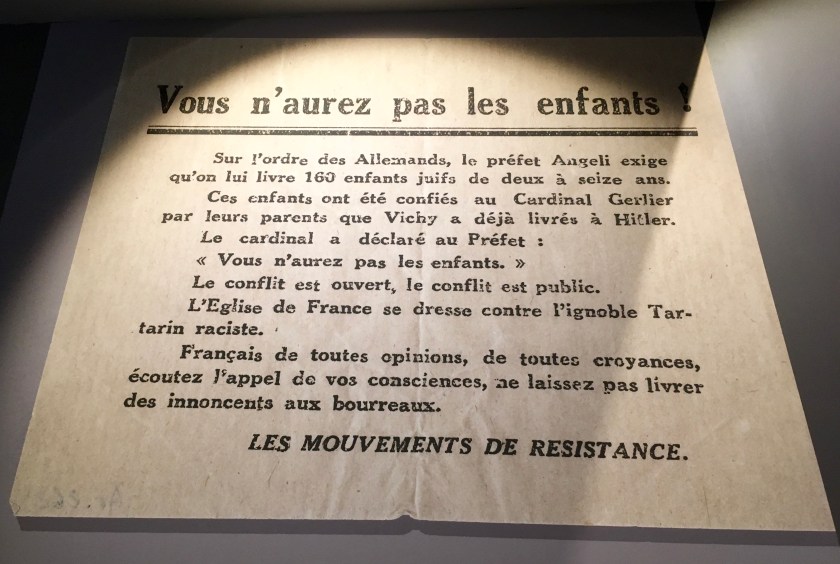 Vous n'aurez pas les enfants !
Sur l'ordre des Allemands, le préfet Angeli exige
qu'on lui livre 160 enfants juifs de deux à seize ans.
Ces enfants ont été confiés au Cardinal Gerlier
par leurs parents que Vichy a déjà livrés à Hitler.
Le cardinal a déclaré au Préfet :
« Vous n'aurez pas les enfants. »
Le conflit est ouvert, le conflit est public.
L'Eglise de France se dresse contre l'ignoble Tar-
tarin raciste.
Français de toutes opinions, de toutes croyances,
écoutez l'appel de vos consciences, ne laissez pas livrer
des innoncents aux bourreaux.
LES MOUVEMENTS DE RESISTANCE.